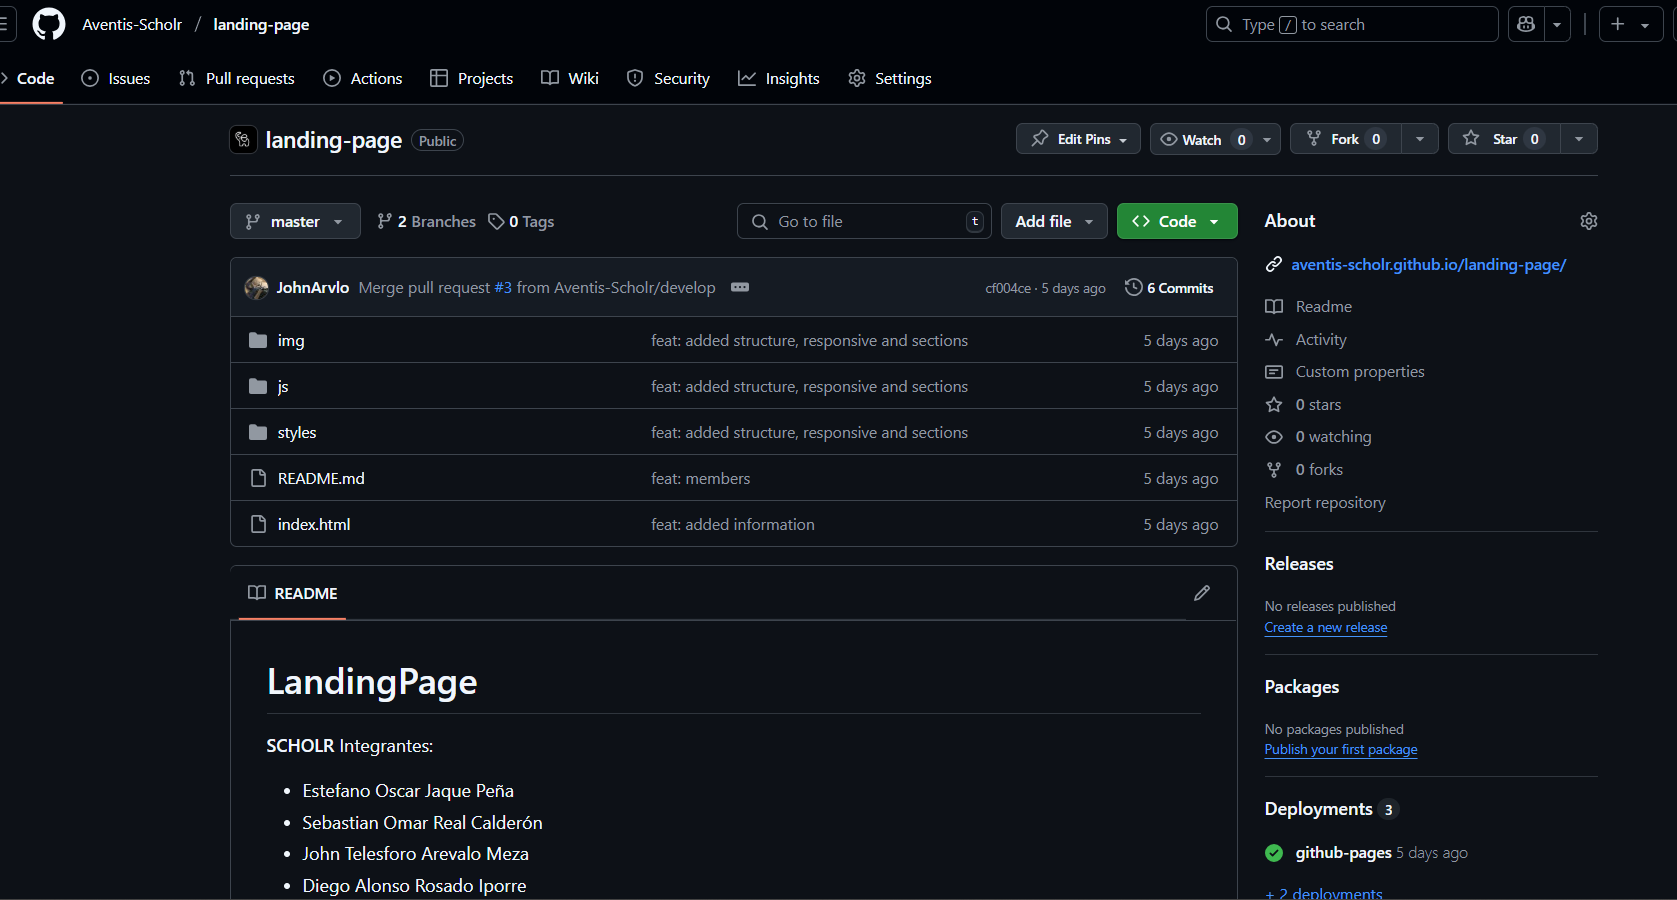 Aventis-Scholr / landing-page
Type / to search
Code Issues Pull requests Actions Projects Wiki Security Insights Settings
landing-page Public
Edit Pins Watch 0 Fork 0 Star 0
master 2 Branches 0 Tags Go to file t Add file Code
JohnArvlo Merge pull request #3 from Aventis-Scholr/develop cf004ce · 5 days ago 6 Commits
img feat: added structure, responsive and sections 5 days ago
js feat: added structure, responsive and sections 5 days ago
styles feat: added structure, responsive and sections 5 days ago
README.md feat: members 5 days ago
index.html feat: added information 5 days ago
README
LandingPage
SCHOLR Integrantes:
Estefano Oscar Jaque Peña
Sebastian Omar Real Calderón
John Telesforo Arevalo Meza
Diego Alonso Rosado Iporre
About
aventis-scholr.github.io/landing-page/
Readme
Activity
Custom properties
0 stars
0 watching
0 forks
Report repository
Releases
No releases published
Create a new release
Packages
No packages published
Publish your first package
Deployments 3
github-pages 5 days ago
+ 2 deployments